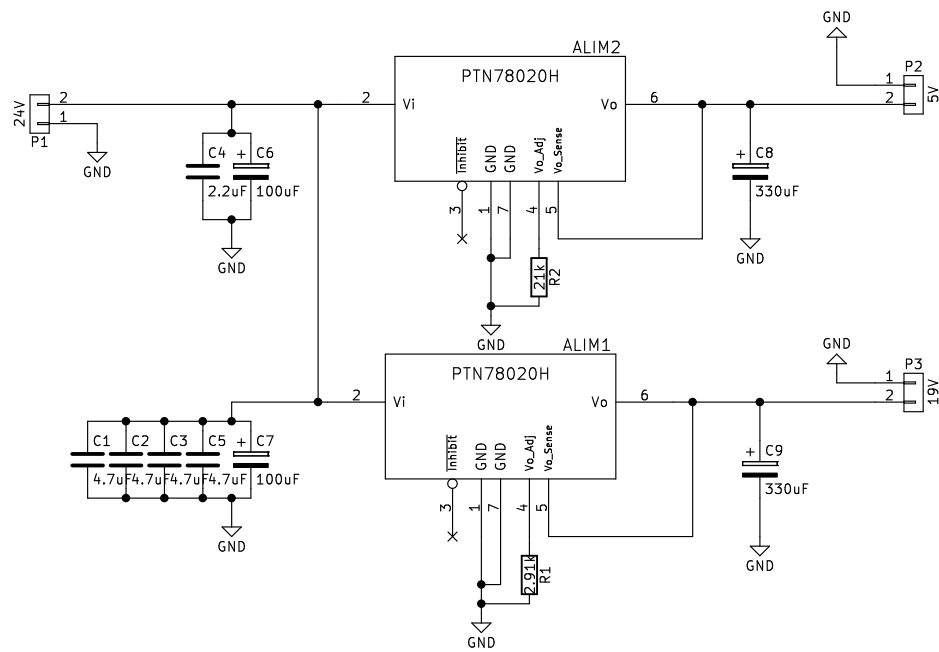 GND
ALIM2
P2
PTN78020H
1
2
5V
24V
2
1
P1
GND
2
Vi
Vo
6
Inhibit
GND
GND
Vo_Adj
Vo_Sense
C4
2.2uF
+
C6
100uF
+
C8
330uF
3
1
7
4
5
GND
GND
21k
R2
GND
ALIM1
GND
P3
PTN78020H
1
2
19V
2
Vi
Vo
6
Inhibit
GND
GND
Vo_Adj
Vo_Sense
C1
C2
C3
C5
+
C7
4.7uF
4.7uF
4.7uF
4.7uF
100uF
+
C9
330uF
3
1
7
4
5
GND
GND
2.91k
R1
GND